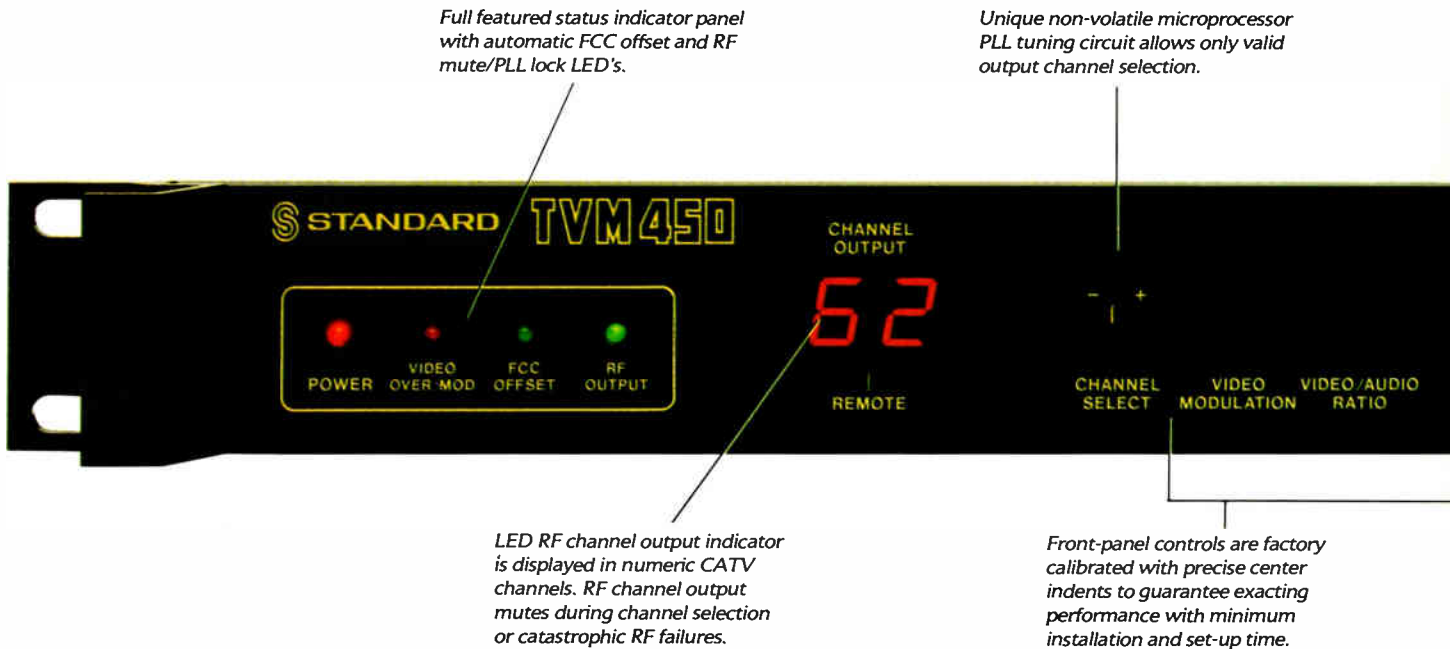 Full featured status indicator panel
with automatic FCC offset and RF
mute/PLL lock LED's.
Unique non-volatile microprocessor
PLL tuning circuit allows only valid
output channel selection.
S STANDARD TVM450
CHANNEL
OUTPUT
62
- +
POWER
VIDEO
OVER-MOD
FCC
OFFSET
RF
OUTPUT
REMOTE
CHANNEL
SELECT
VIDEO
MODULATION
VIDEO/AUDIO
RATIO
LED RF channel output indicator
is displayed in numeric CATV
channels. RF channel output
mutes during channel selection
or catastrophic RF failures.
Front-panel controls are factory
calibrated with precise center
indents to guarantee exacting
performance with minimum
installation and set-up time.